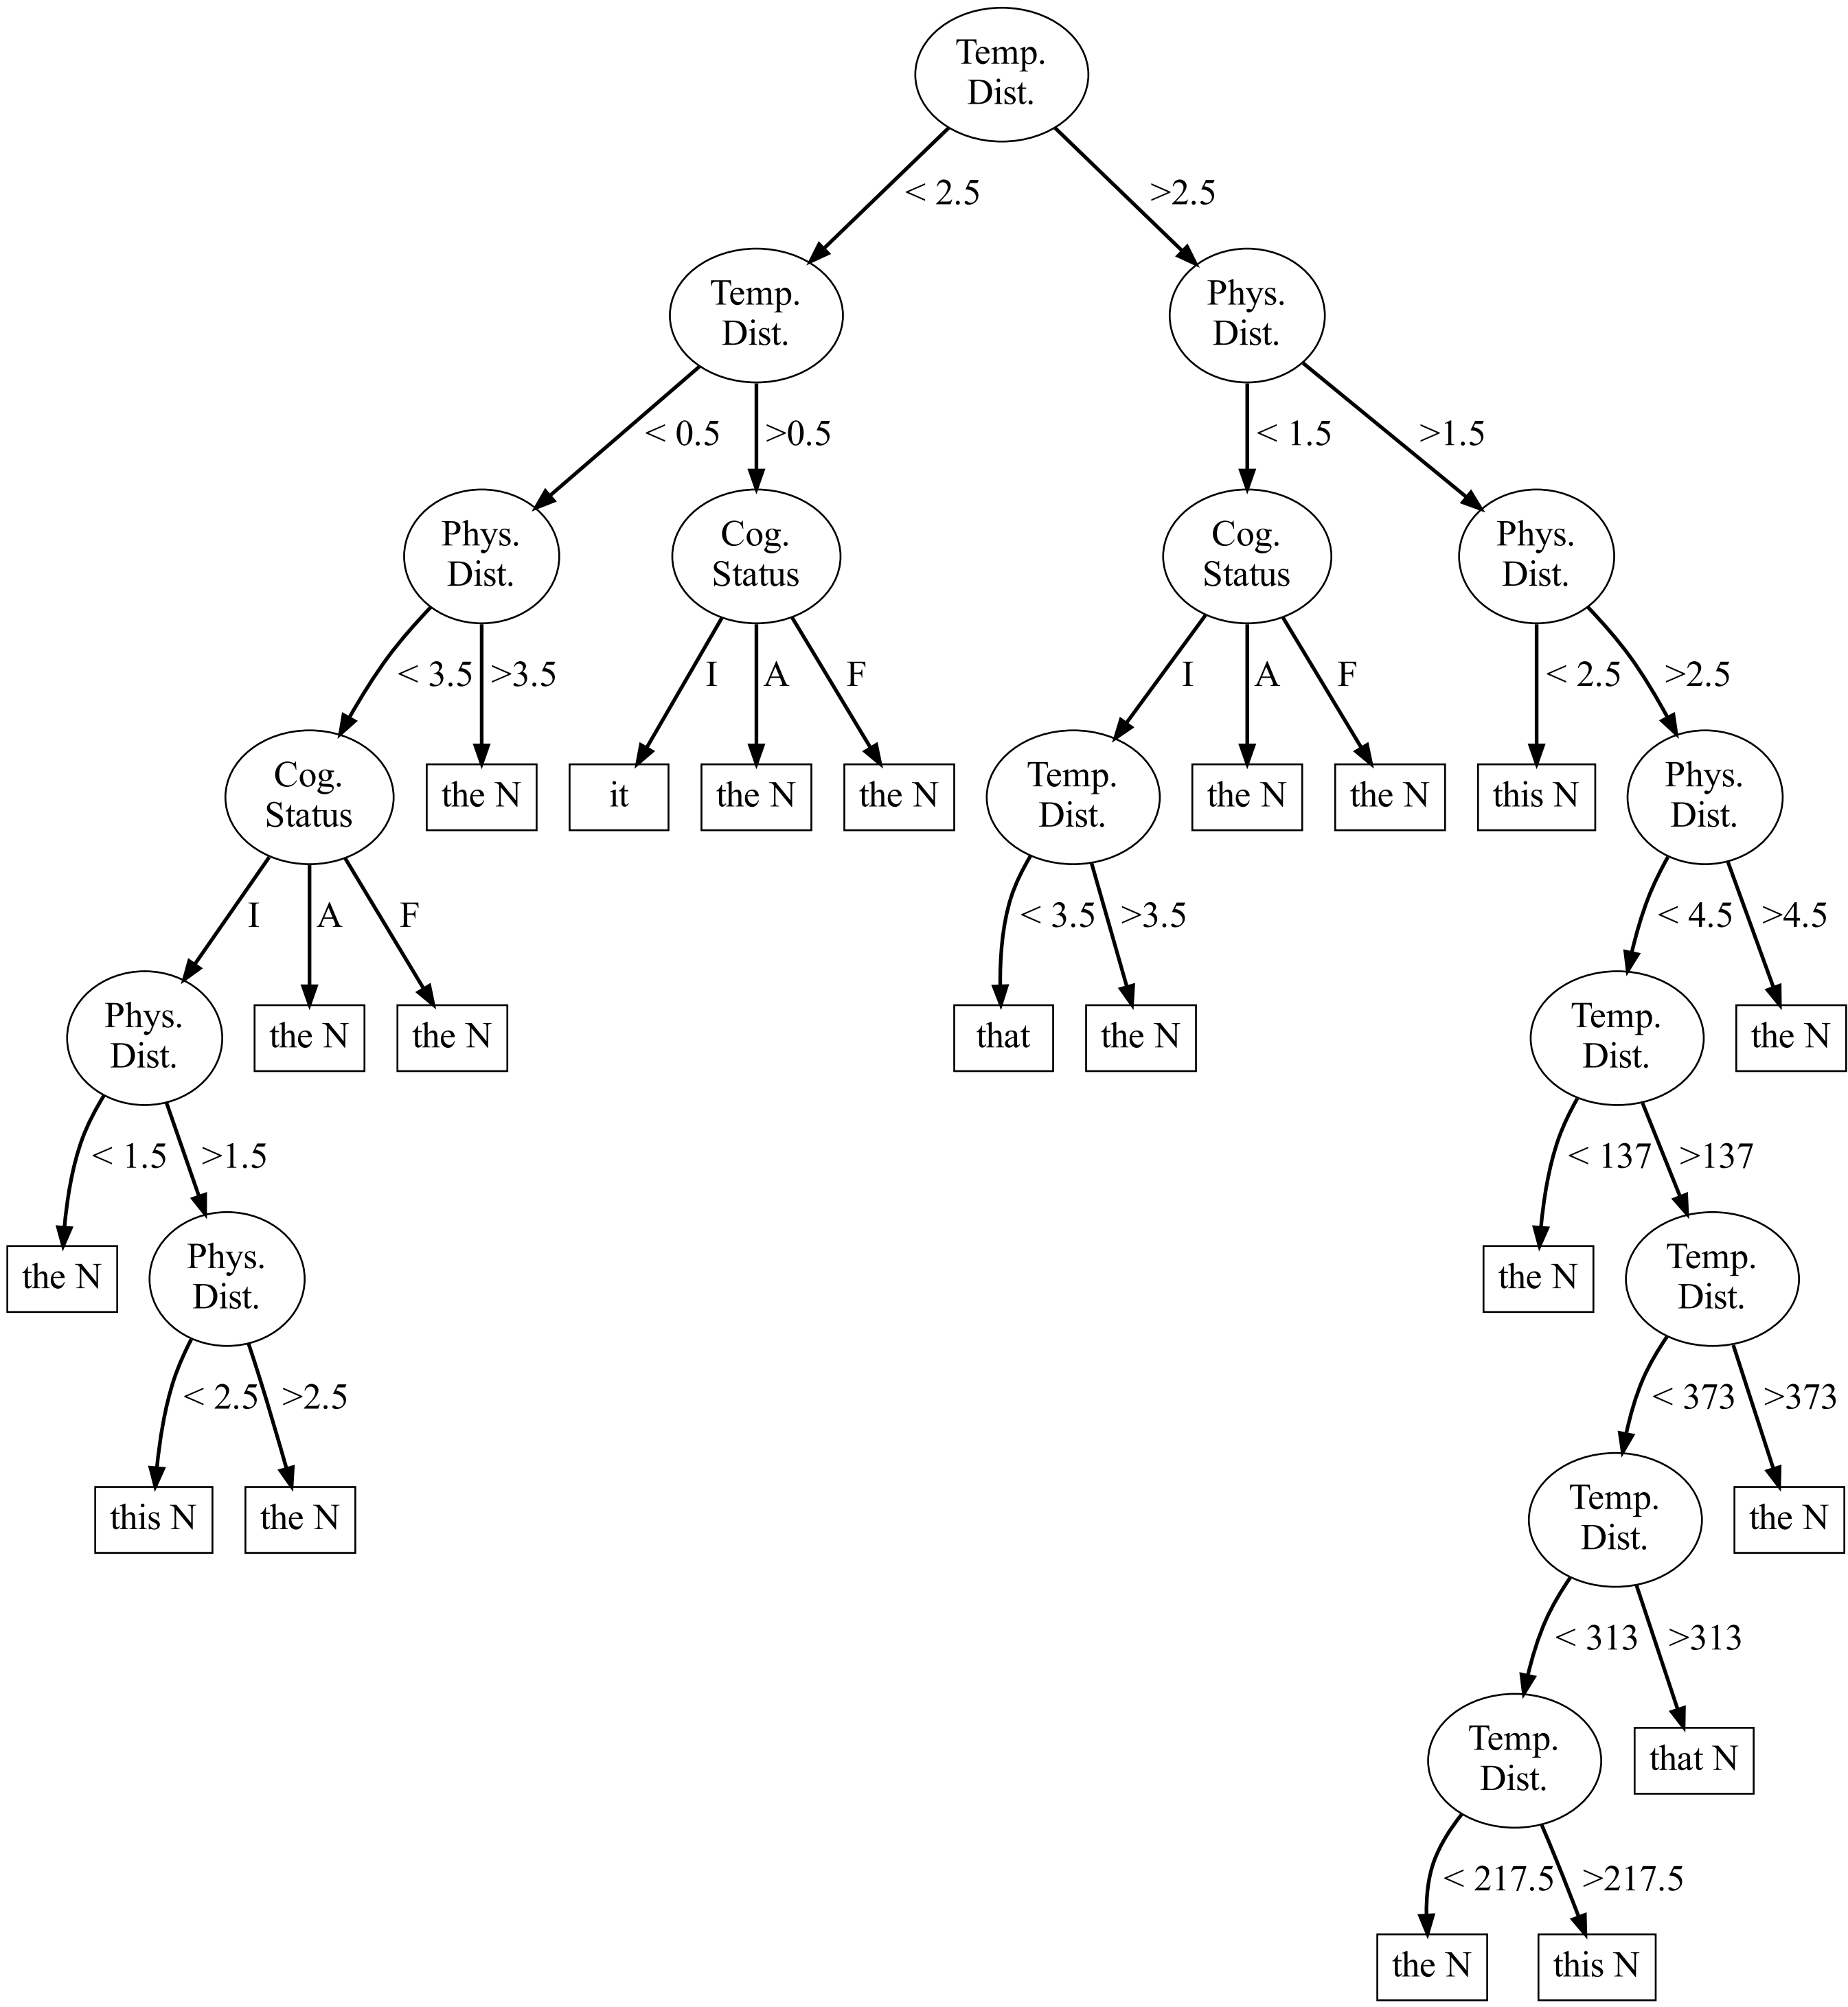 Temp.
Dist.
< 2.5
>2.5
Temp.
Dist.
Phys.
Dist.
< 0.5
>0.5
< 1.5
>1.5
Phys.
Dist.
Cog.
Status
Cog.
Status
Phys.
Dist.
< 3.5
>3.5
I
A
F
I
A
F
< 2.5
>2.5
Cog.
Status
the N
it
the N
the N
Temp.
Dist.
the N
the N
this N
Phys.
Dist.
I
A
F
< 3.5
>3.5
< 4.5
>4.5
Phys.
Dist.
the N
the N
that
the N
Temp.
Dist.
the N
< 1.5
>1.5
< 137
>137
the N
Phys.
Dist.
the N
Temp.
Dist.
< 2.5
>2.5
< 373
>373
this N
the N
Temp.
Dist.
the N
< 313
>313
Temp.
Dist.
that N
< 217.5
>217.5
the N
this N